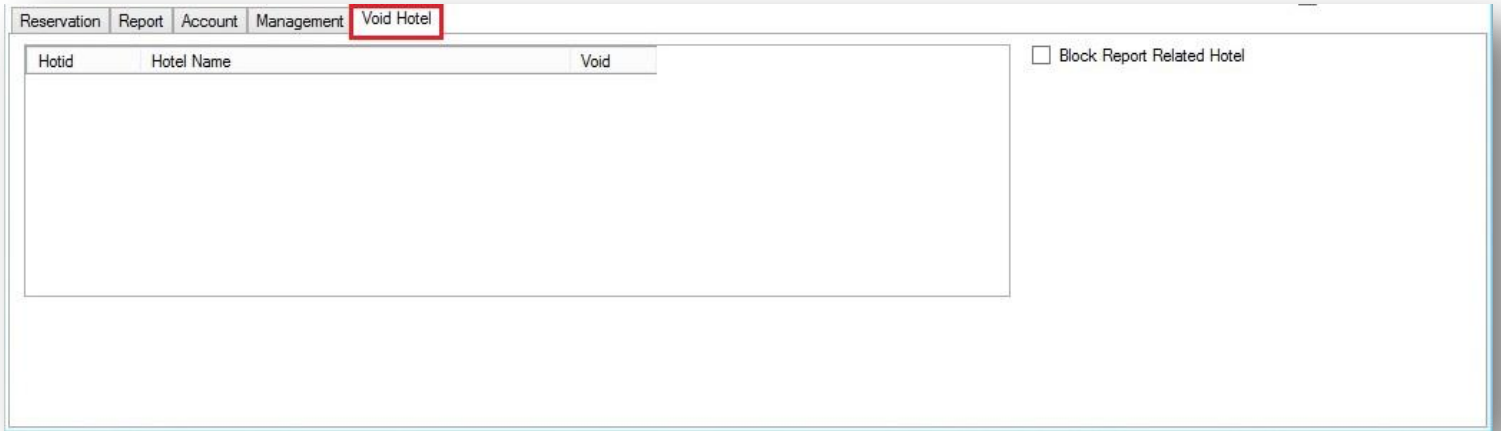 Reservation Report Account Management Void Hotel
Hotid Hotel Name Void
Block Report Related Hotel